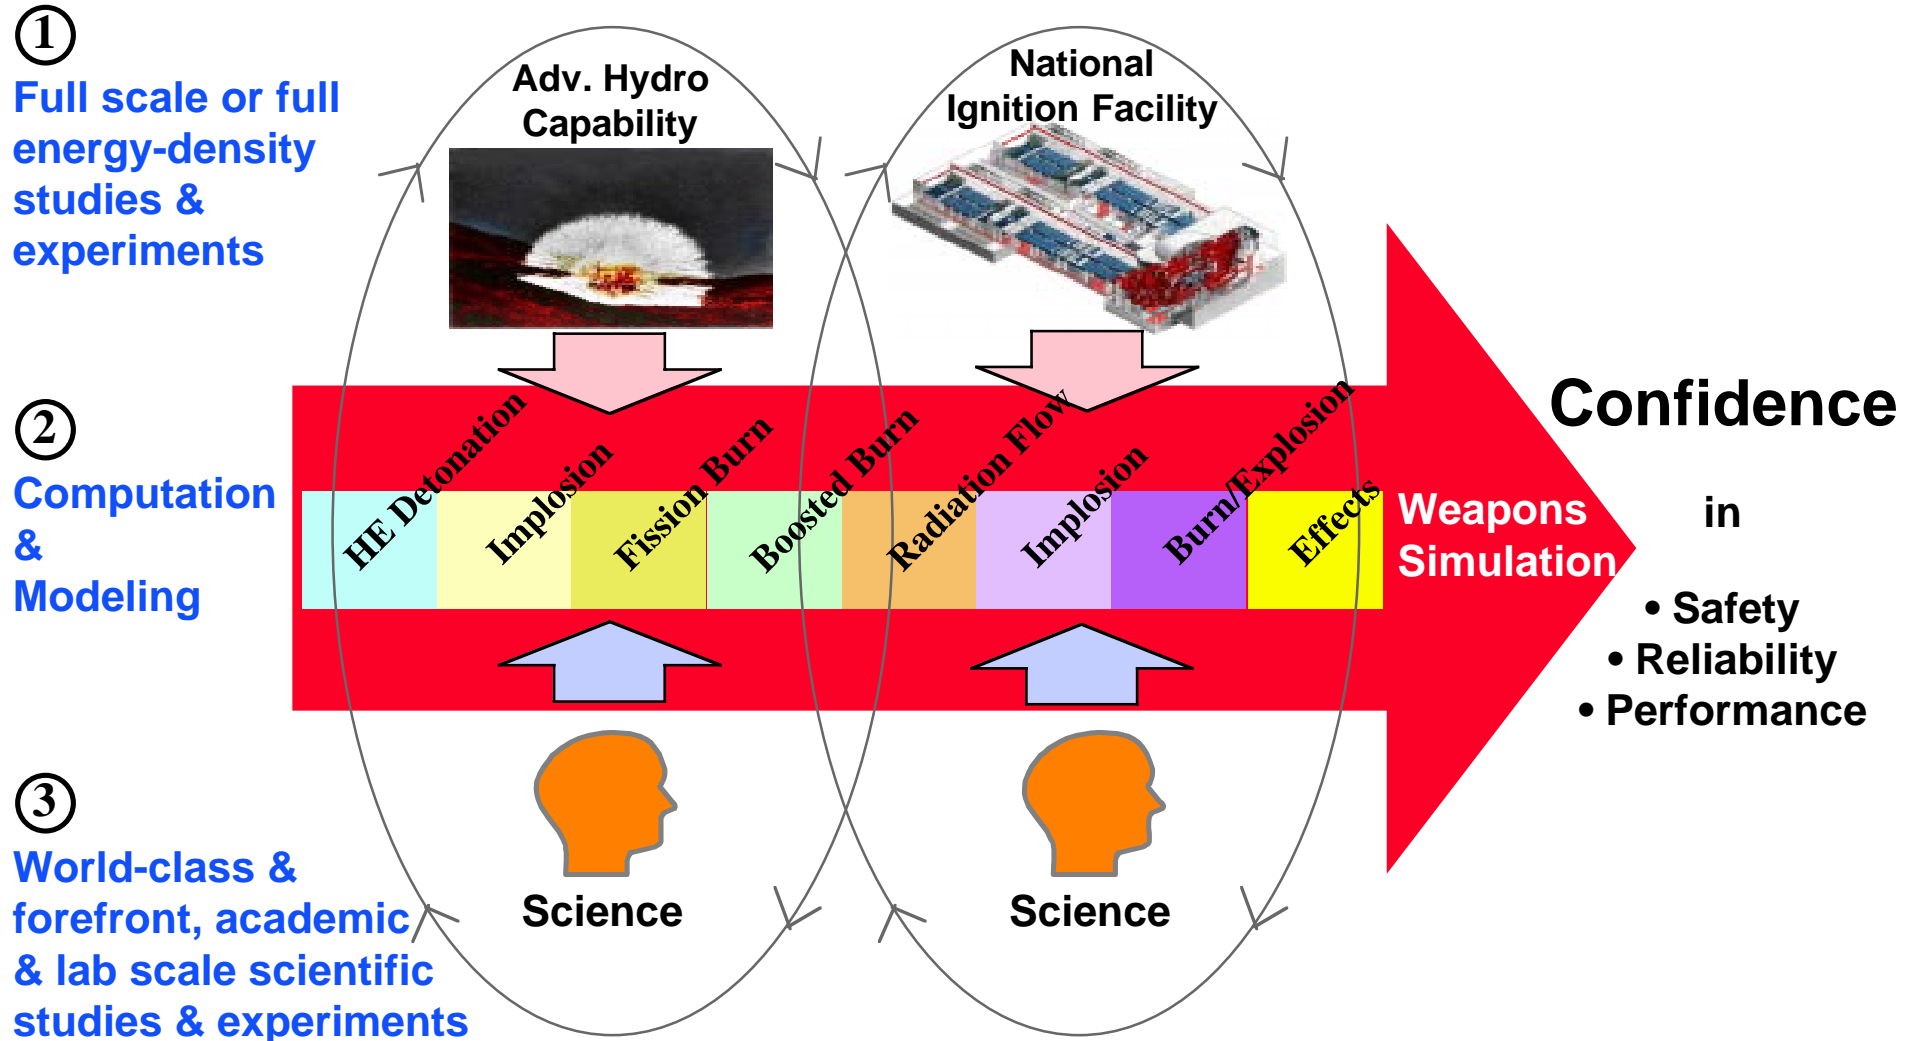 1
Full scale or full
energy-density
studies &
experiments
Adv. Hydro
Capability
National
Ignition Facility
2
Computation
&
Modeling
HE Detonation
Implosion
Fission Burn
Boosted Burn
Radiation Flow
Implosion
Burn/Explosion
Effects
Weapons
Simulation
Confidence
in
• Safety
• Reliability
• Performance
3
World-class &
forefront, academic
& lab scale scientific
studies & experiments
Science
Science